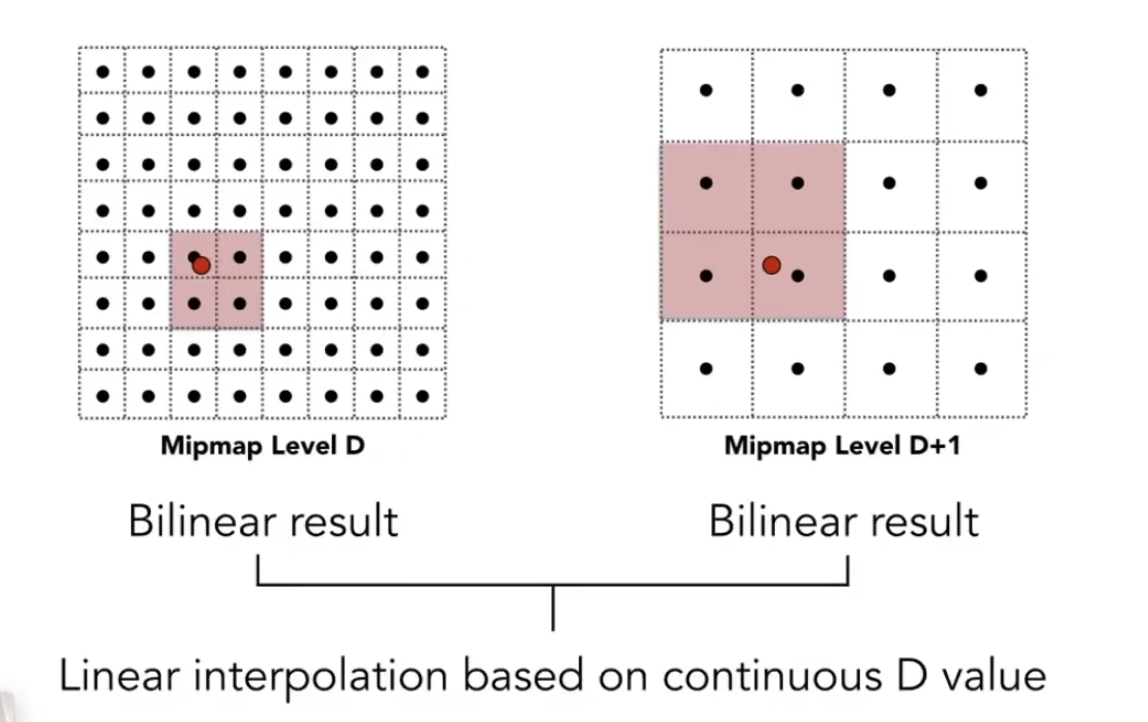 Mipmap Level D
Mipmap Level D+1
Bilinear result
Bilinear result
Linear interpolation based on continuous D value